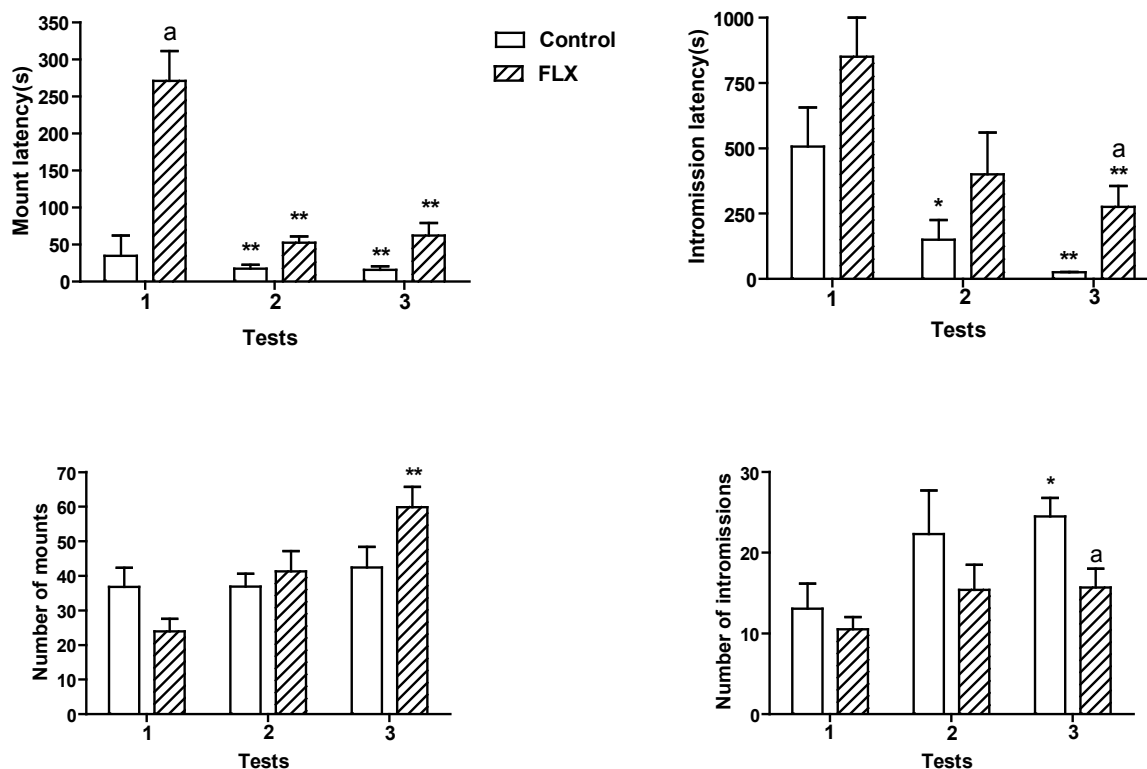 Mount latency(s)
350
300
250
200
150
100
50
0
a
**
**
**
**
1 2 3
Tests
Control
FLX
Intromission latency(s)
1000
750
500
250
0
*
**
a
**
1 2 3
Tests
Number of mounts
70
60
50
40
30
20
10
0
**
1 2 3
Tests
Number of intromissions
30
20
10
0
*
a
1 2 3
Tests